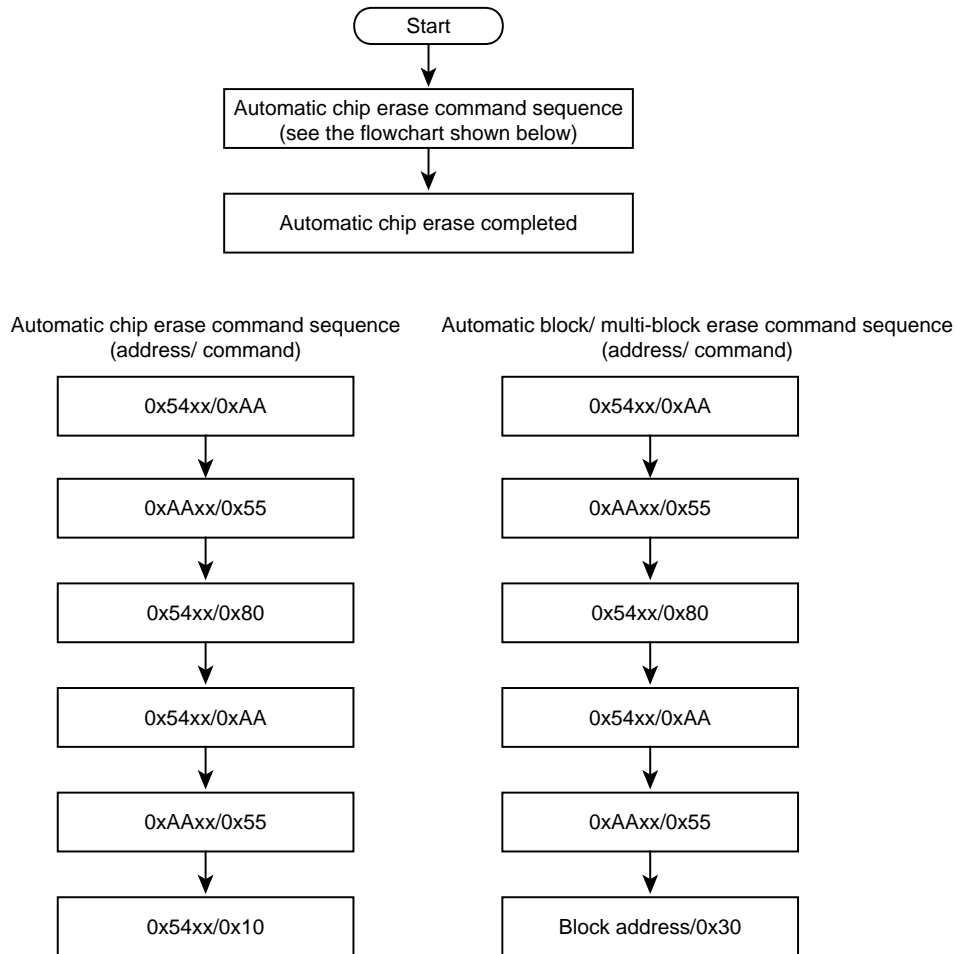 Start
Automatic chip erase command sequence
(see the flowchart shown below)
Automatic chip erase completed
Automatic chip erase command sequence
(address/ command)
0x54xx/0xAA
0xAAxx/0x55
0x54xx/0x80
0x54xx/0xAA
0xAAxx/0x55
0x54xx/0x10
Automatic block/ multi-block erase command sequence
(address/ command)
0x54xx/0xAA
0xAAxx/0x55
0x54xx/0x80
0x54xx/0xAA
0xAAxx/0x55
Block address/0x30